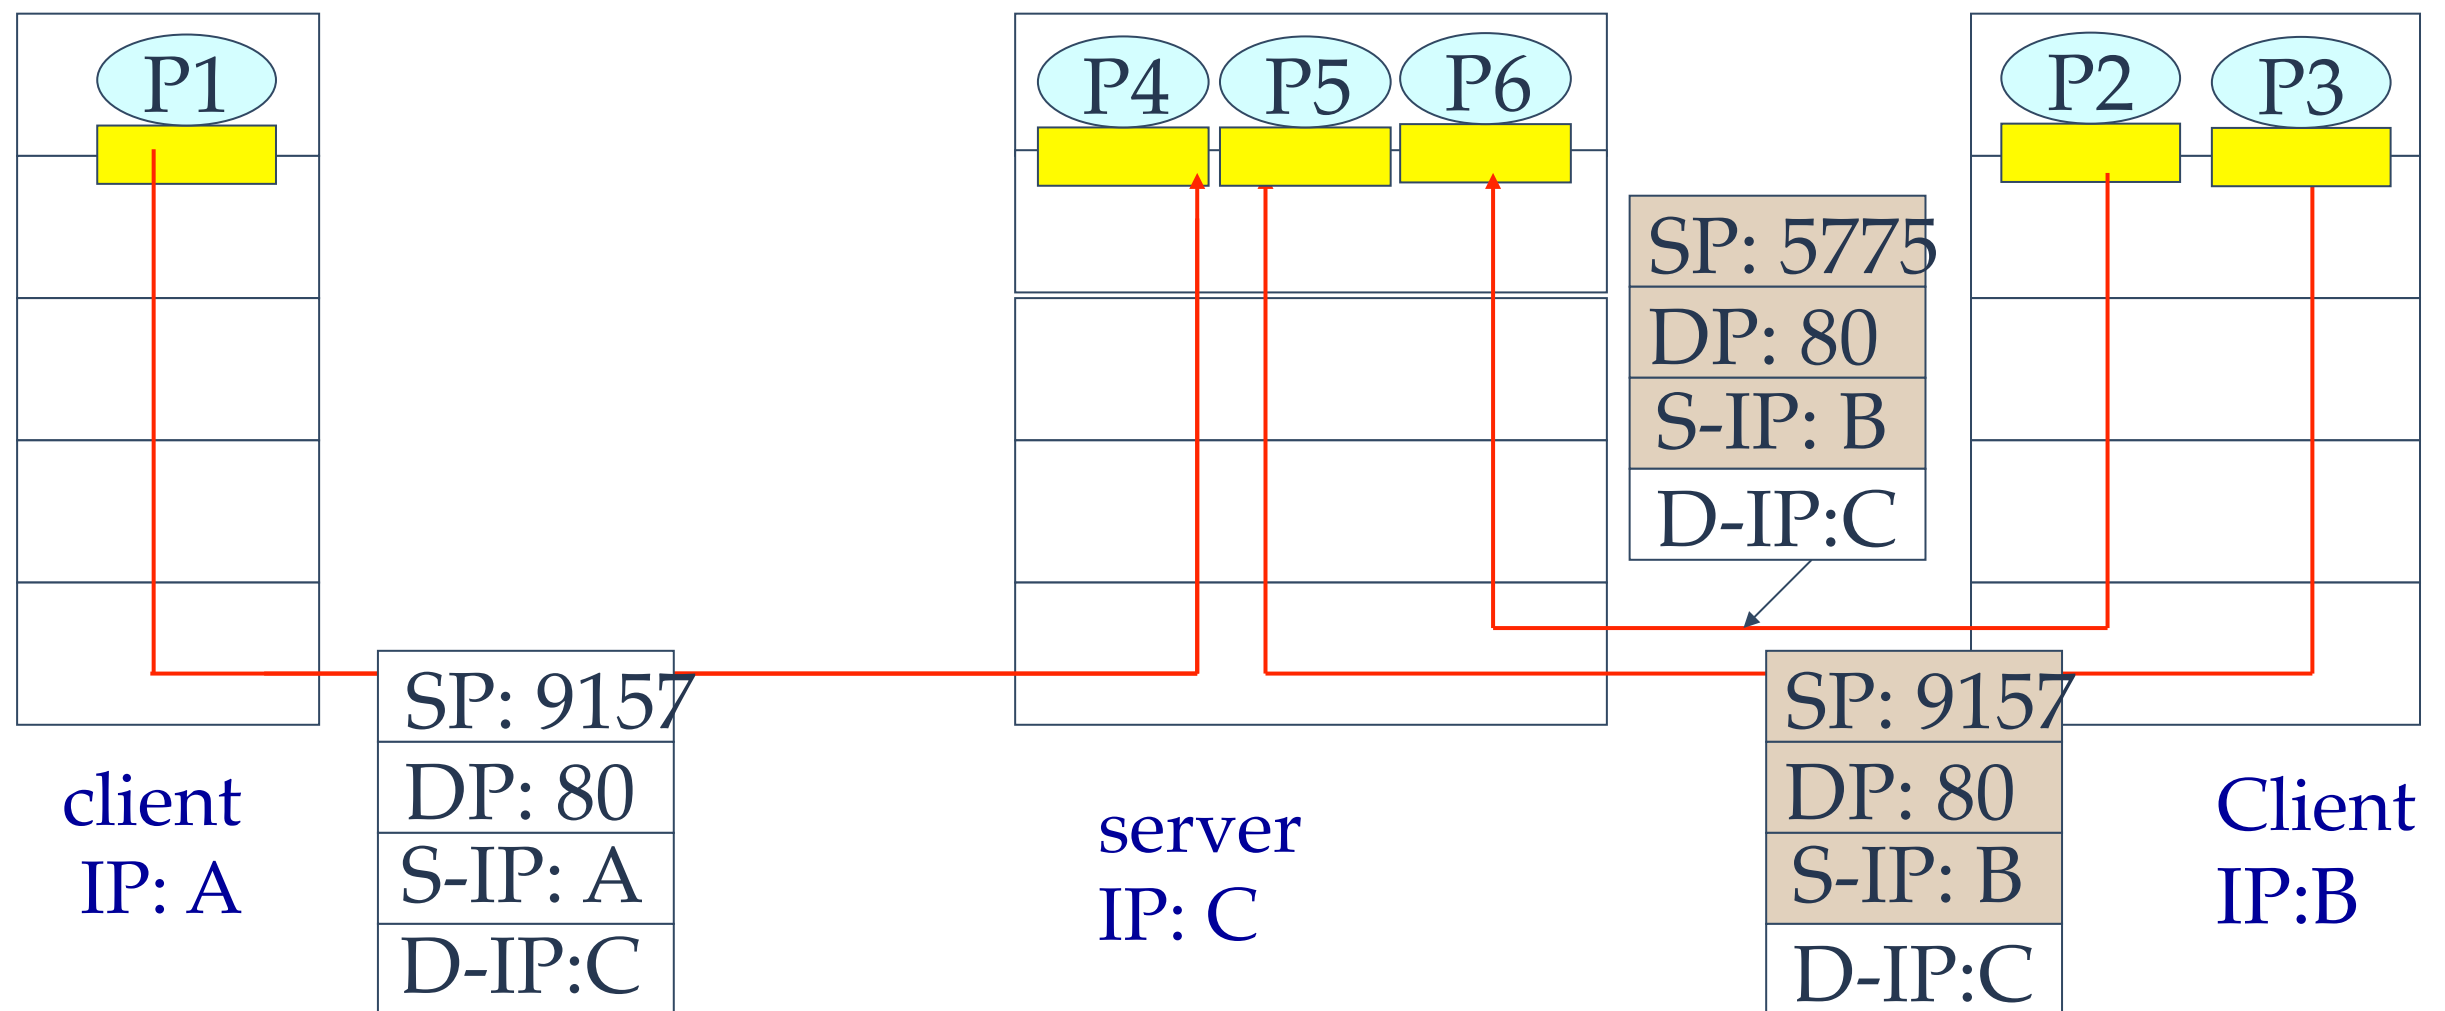 P1
P4
P5
P6
P2
P3
SP: 5775
DP: 80
S-IP: B
D-IP:C
SP: 9157
DP: 80
S-IP: A
D-IP:C
SP: 9157
DP: 80
S-IP: B
D-IP:C
client
IP: A
server
IP: C
Client
IP:B